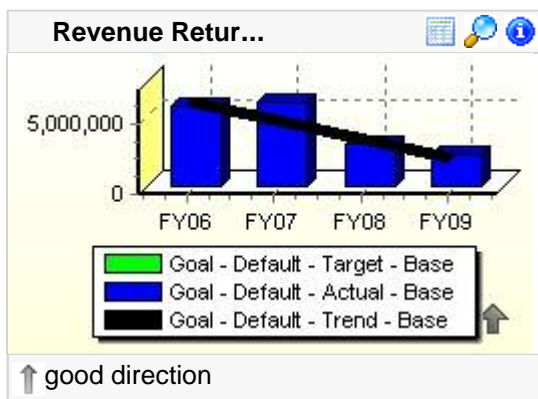 Revenue Retur...
5,000,000
0
FY06 FY07 FY08 FY09
Goal - Default - Target - Base
Goal - Default - Actual - Base
Goal - Default - Trend - Base
good direction